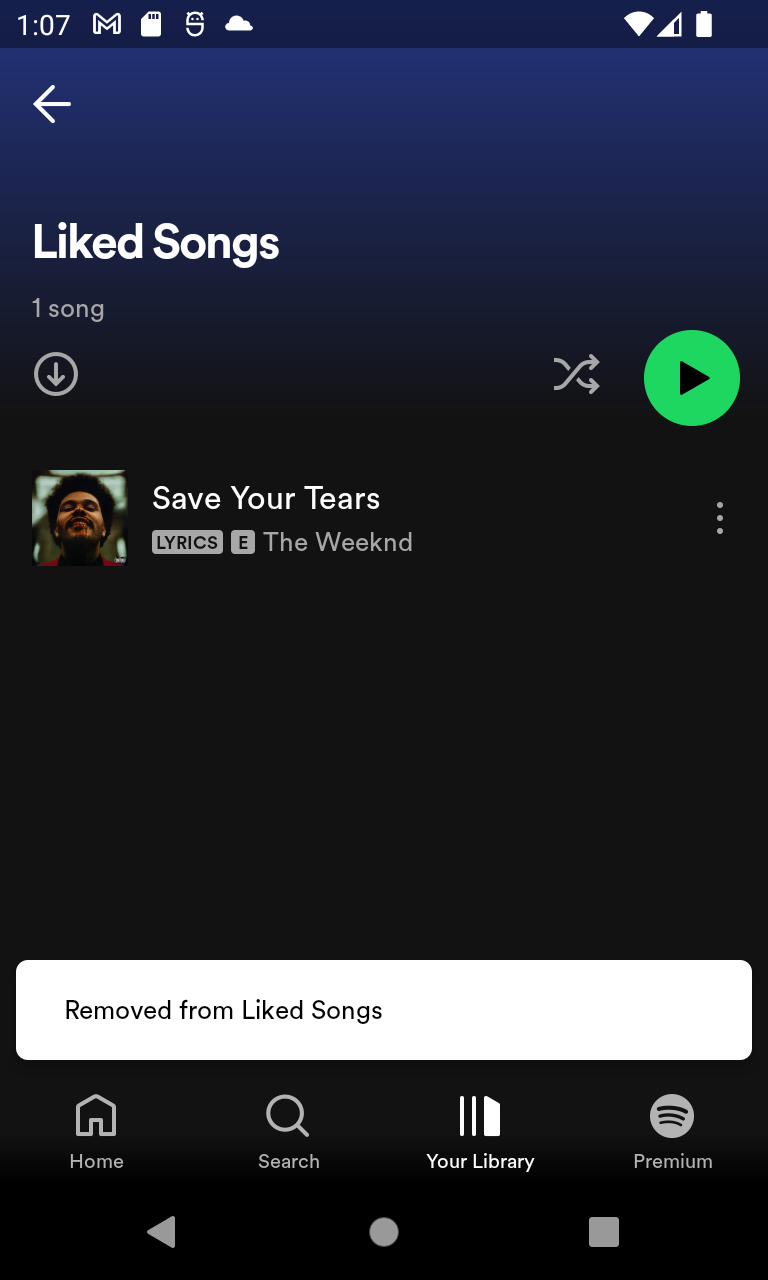 1:07
Liked Songs
1 song
Save Your Tears
LYRICS E The Weeknd
Removed from Liked Songs
Home Search Your Library Premium